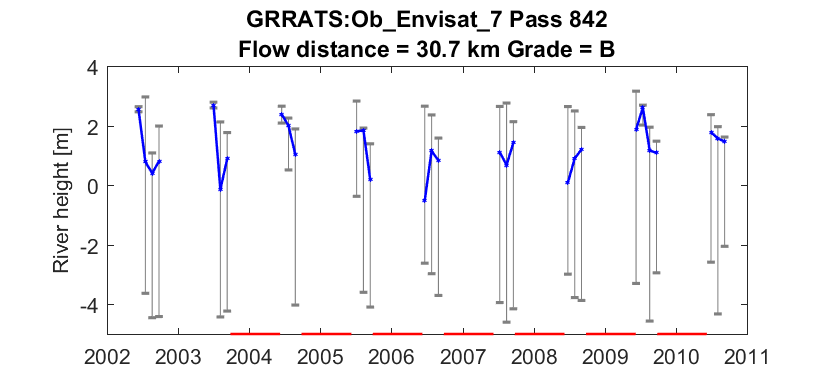 GRRATS:Ob_Envisat_7 Pass 842
Flow distance = 30.7 km Grade = B
4
2
0
-2
-4
River height [m]
2002 2003 2004 2005 2006 2007 2008 2009 2010 2011